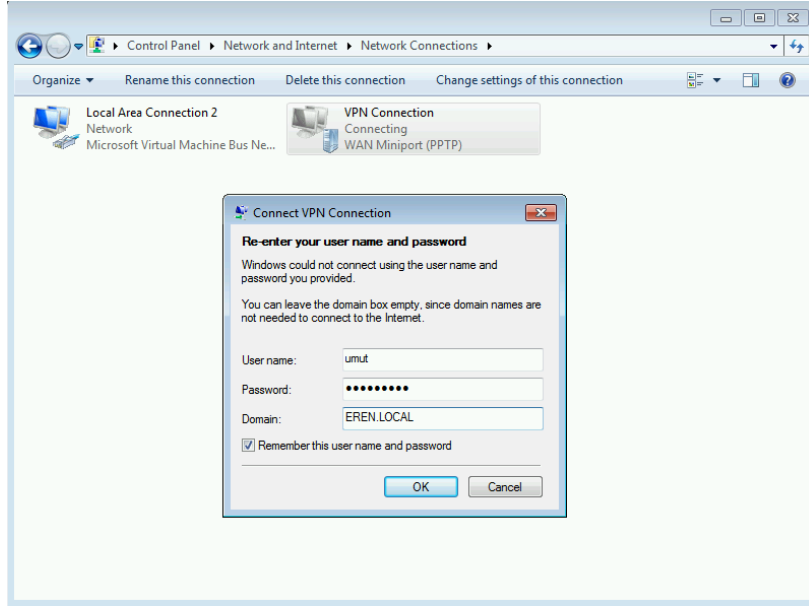 Control Panel Network and Internet Network Connections
Organize Rename this connection Delete this connection Change settings of this connection
Local Area Connection 2
Network
Microsoft Virtual Machine Bus Ne...
VPN Connection
Connecting
WAN Miniport (PPTP)
Connect VPN Connection
Re-enter your user name and password
Windows could not connect using the user name and
password you provided.
You can leave the domain box empty, since domain names are
not needed to connect to the Internet.
User name: umut
Password:
Domain: EREN.LOCAL
Remember this user name and password
OK Cancel